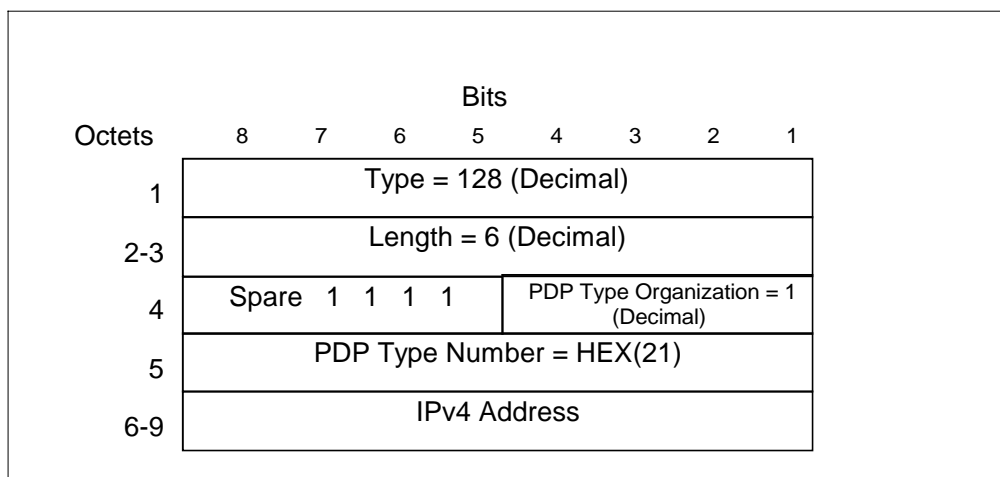 Bits
Octets 8 7 6 5 4 3 2 1
1 Type = 128 (Decimal)
2-3 Length = 6 (Decimal)
4 Spare 1 1 1 1 PDP Type Organization = 1
(Decimal)
5 PDP Type Number = HEX(21)
6-9 IPv4 Address